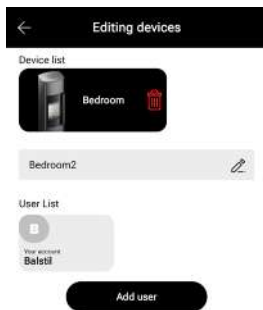 Editing devices
Device list
Bedroom
Bedroom2
User List
B
Your account
Balstil
Add user